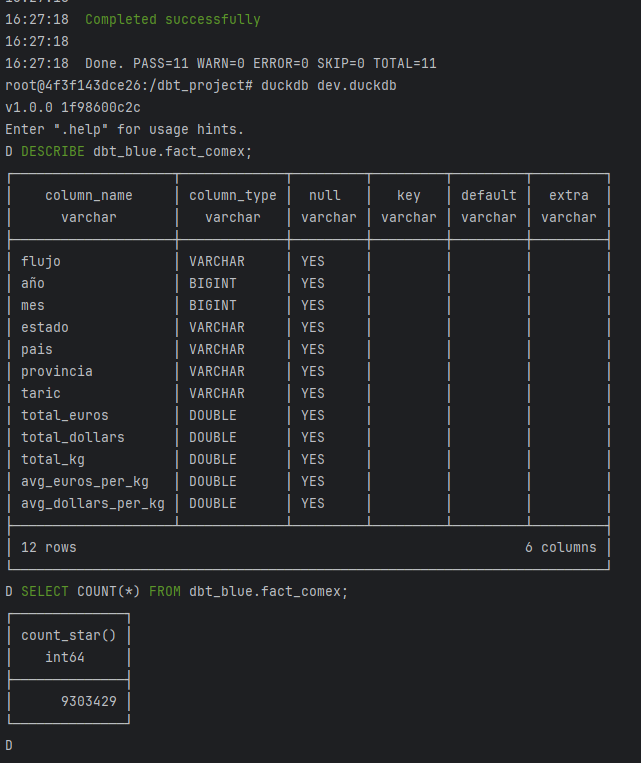 16:27:18
16:27:18 Completed successfully
16:27:18
16:27:18 Done. PASS=11 WARN=0 ERROR=0 SKIP=0 TOTAL=11
root@4f3f143dce26:/dbt_project# duckdb dev.duckdb
v1.0.0 1f98600c2c
Enter ".help" for usage hints.
D DESCRIBE dbt_blue.fact_comex;
column_name column_type null key default extra
varchar varchar varchar varchar varchar varchar
flujo VARCHAR YES
año BIGINT YES
mes BIGINT YES
estado VARCHAR YES
pais VARCHAR YES
provincia VARCHAR YES
taric VARCHAR YES
total_euros DOUBLE YES
total_dollars DOUBLE YES
total_kg DOUBLE YES
avg_euros_per_kg DOUBLE YES
avg_dollars_per_kg DOUBLE YES
12 rows 6 columns
D SELECT COUNT(*) FROM dbt_blue.fact_comex;
count_star()
int64
9303429
D